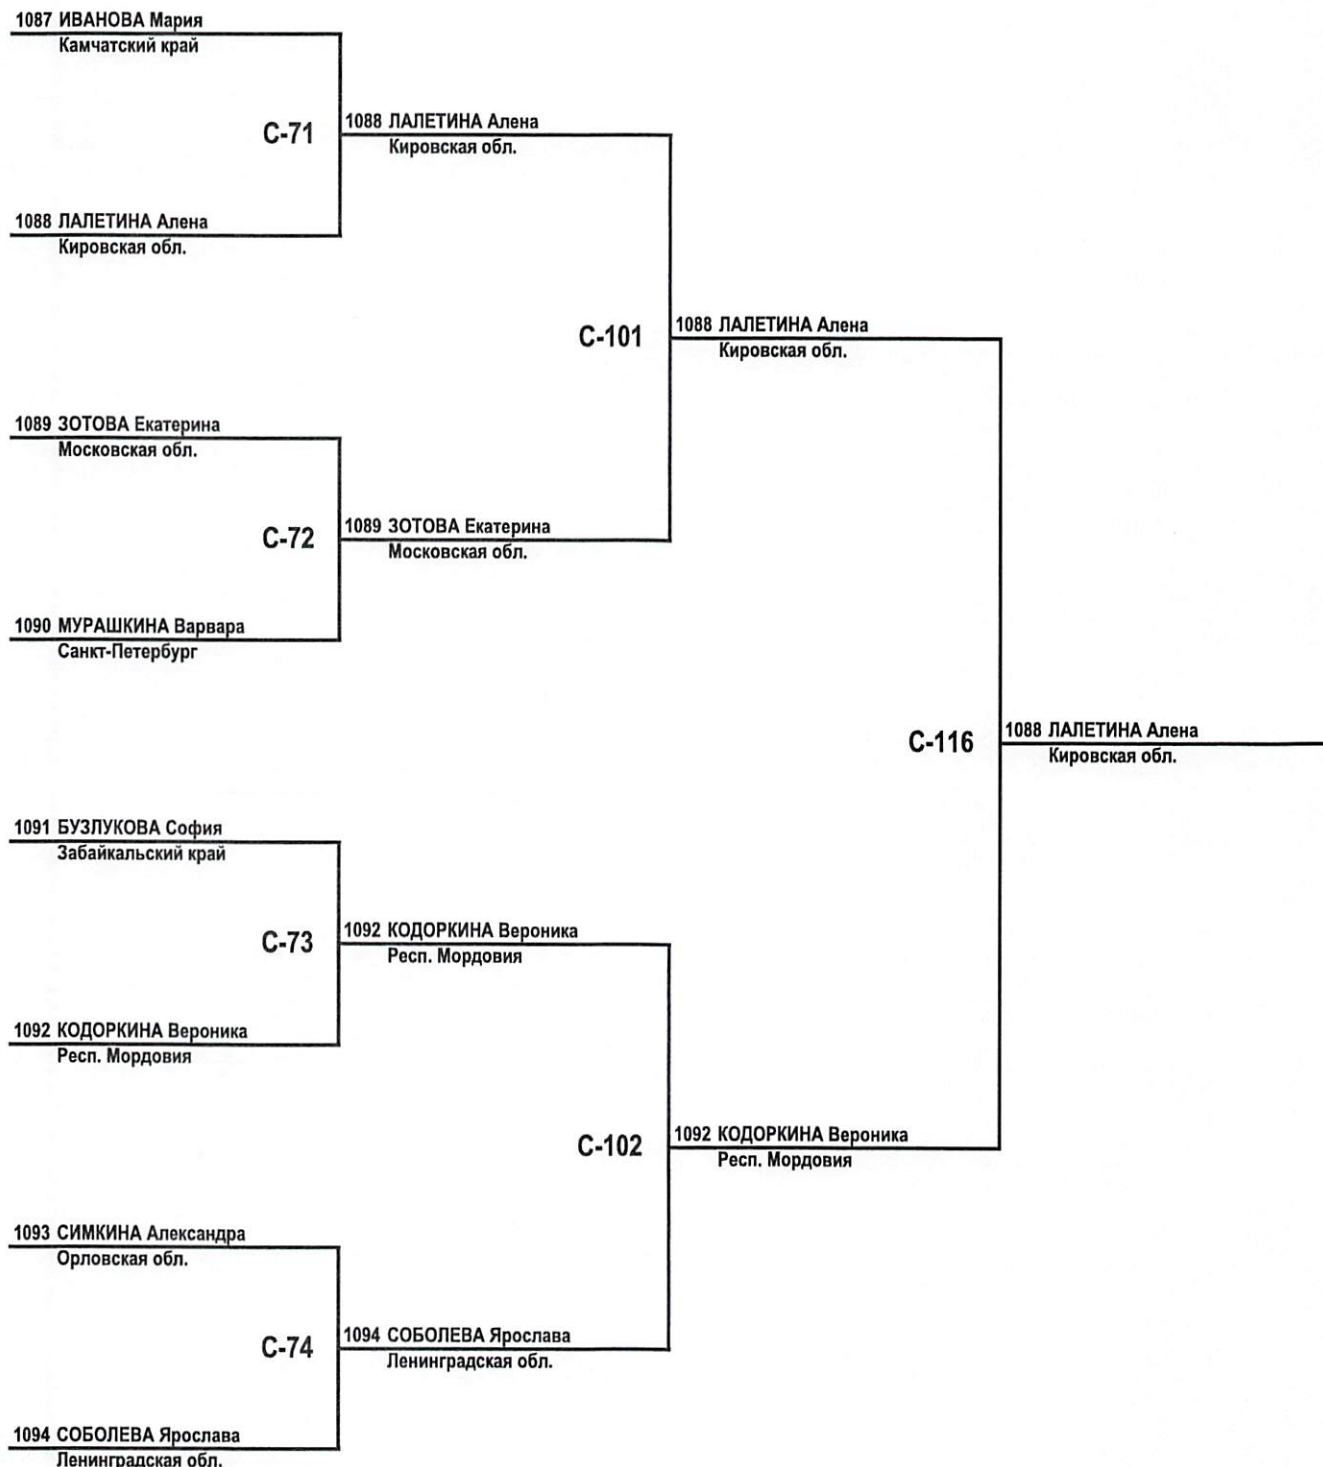 1087 ИВАНОВА Мария
Камчатский край
С-71
1088 ЛАЛЕТИНА Алена
Кировская обл.
1088 ЛАЛЕТИНА Алена
Кировская обл.
С-101
1088 ЛАЛЕТИНА Алена
Кировская обл.
1089 ЗОТОВА Екатерина
Московская обл.
С-72
1089 ЗОТОВА Екатерина
Московская обл.
1090 МУРАШКИНА Варвара
Санкт-Петербург
С-116
1088 ЛАЛЕТИНА Алена
Кировская обл.
1091 БУЗЛУКОВА София
Забайкальский край
С-73
1092 КОДОРКИНА Вероника
Респ. Мордовия
1092 КОДОРКИНА Вероника
Респ. Мордовия
С-102
1092 КОДОРКИНА Вероника
Респ. Мордовия
1093 СИМКИНА Александра
Орловская обл.
С-74
1094 СОБОЛЕВА Ярослава
Ленинградская обл.
1094 СОБОЛЕВА Ярослава
Ленинградская обл.